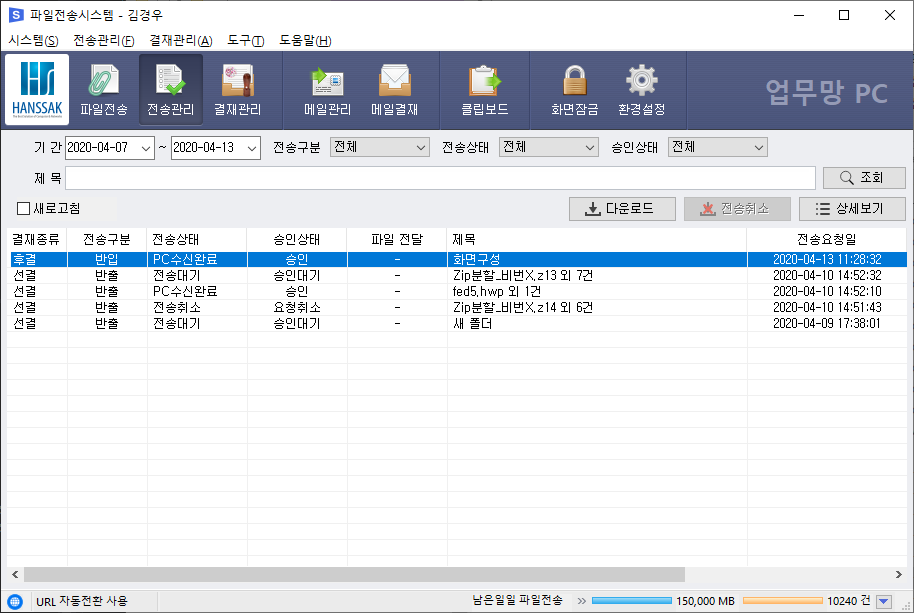 파일전송시스템 - 김경우
시스템(S) 전송관리(F) 결재관리(A) 도구(T) 도움말(H)
HANSSAK
파일전송 전송관리 결재관리 메일관리 메일결재 클립보드 화면잠금 환경설정
업무망 PC
기 간 2020-04-07 ~ 2020-04-13 전송구분 전체 전송상태 전체 승인상태 전체
제 목 조회
새로고침 다운로드 전송취소 상세보기
결재종류 전송구분 전송상태 승인상태 파일 전달 제목 전송요청일
후결 반입 PC수신완료 승인 - 화면구성 2020-04-13 11:28:32
선결 반출 전송대기 승인대기 - Zip분할_비번X,z13 외 7건 2020-04-10 14:52:32
선결 반출 PC수신완료 승인 - fed5,hwp 외 1건 2020-04-10 14:52:10
선결 반출 전송취소 요청취소 - Zip분할_비번X,z14 외 6건 2020-04-10 14:51:43
선결 반출 전송대기 승인대기 - 새 폴더 2020-04-09 17:38:01
URL 자동전환 사용 남은일일 파일전송 >> 150,000 MB 10240 건